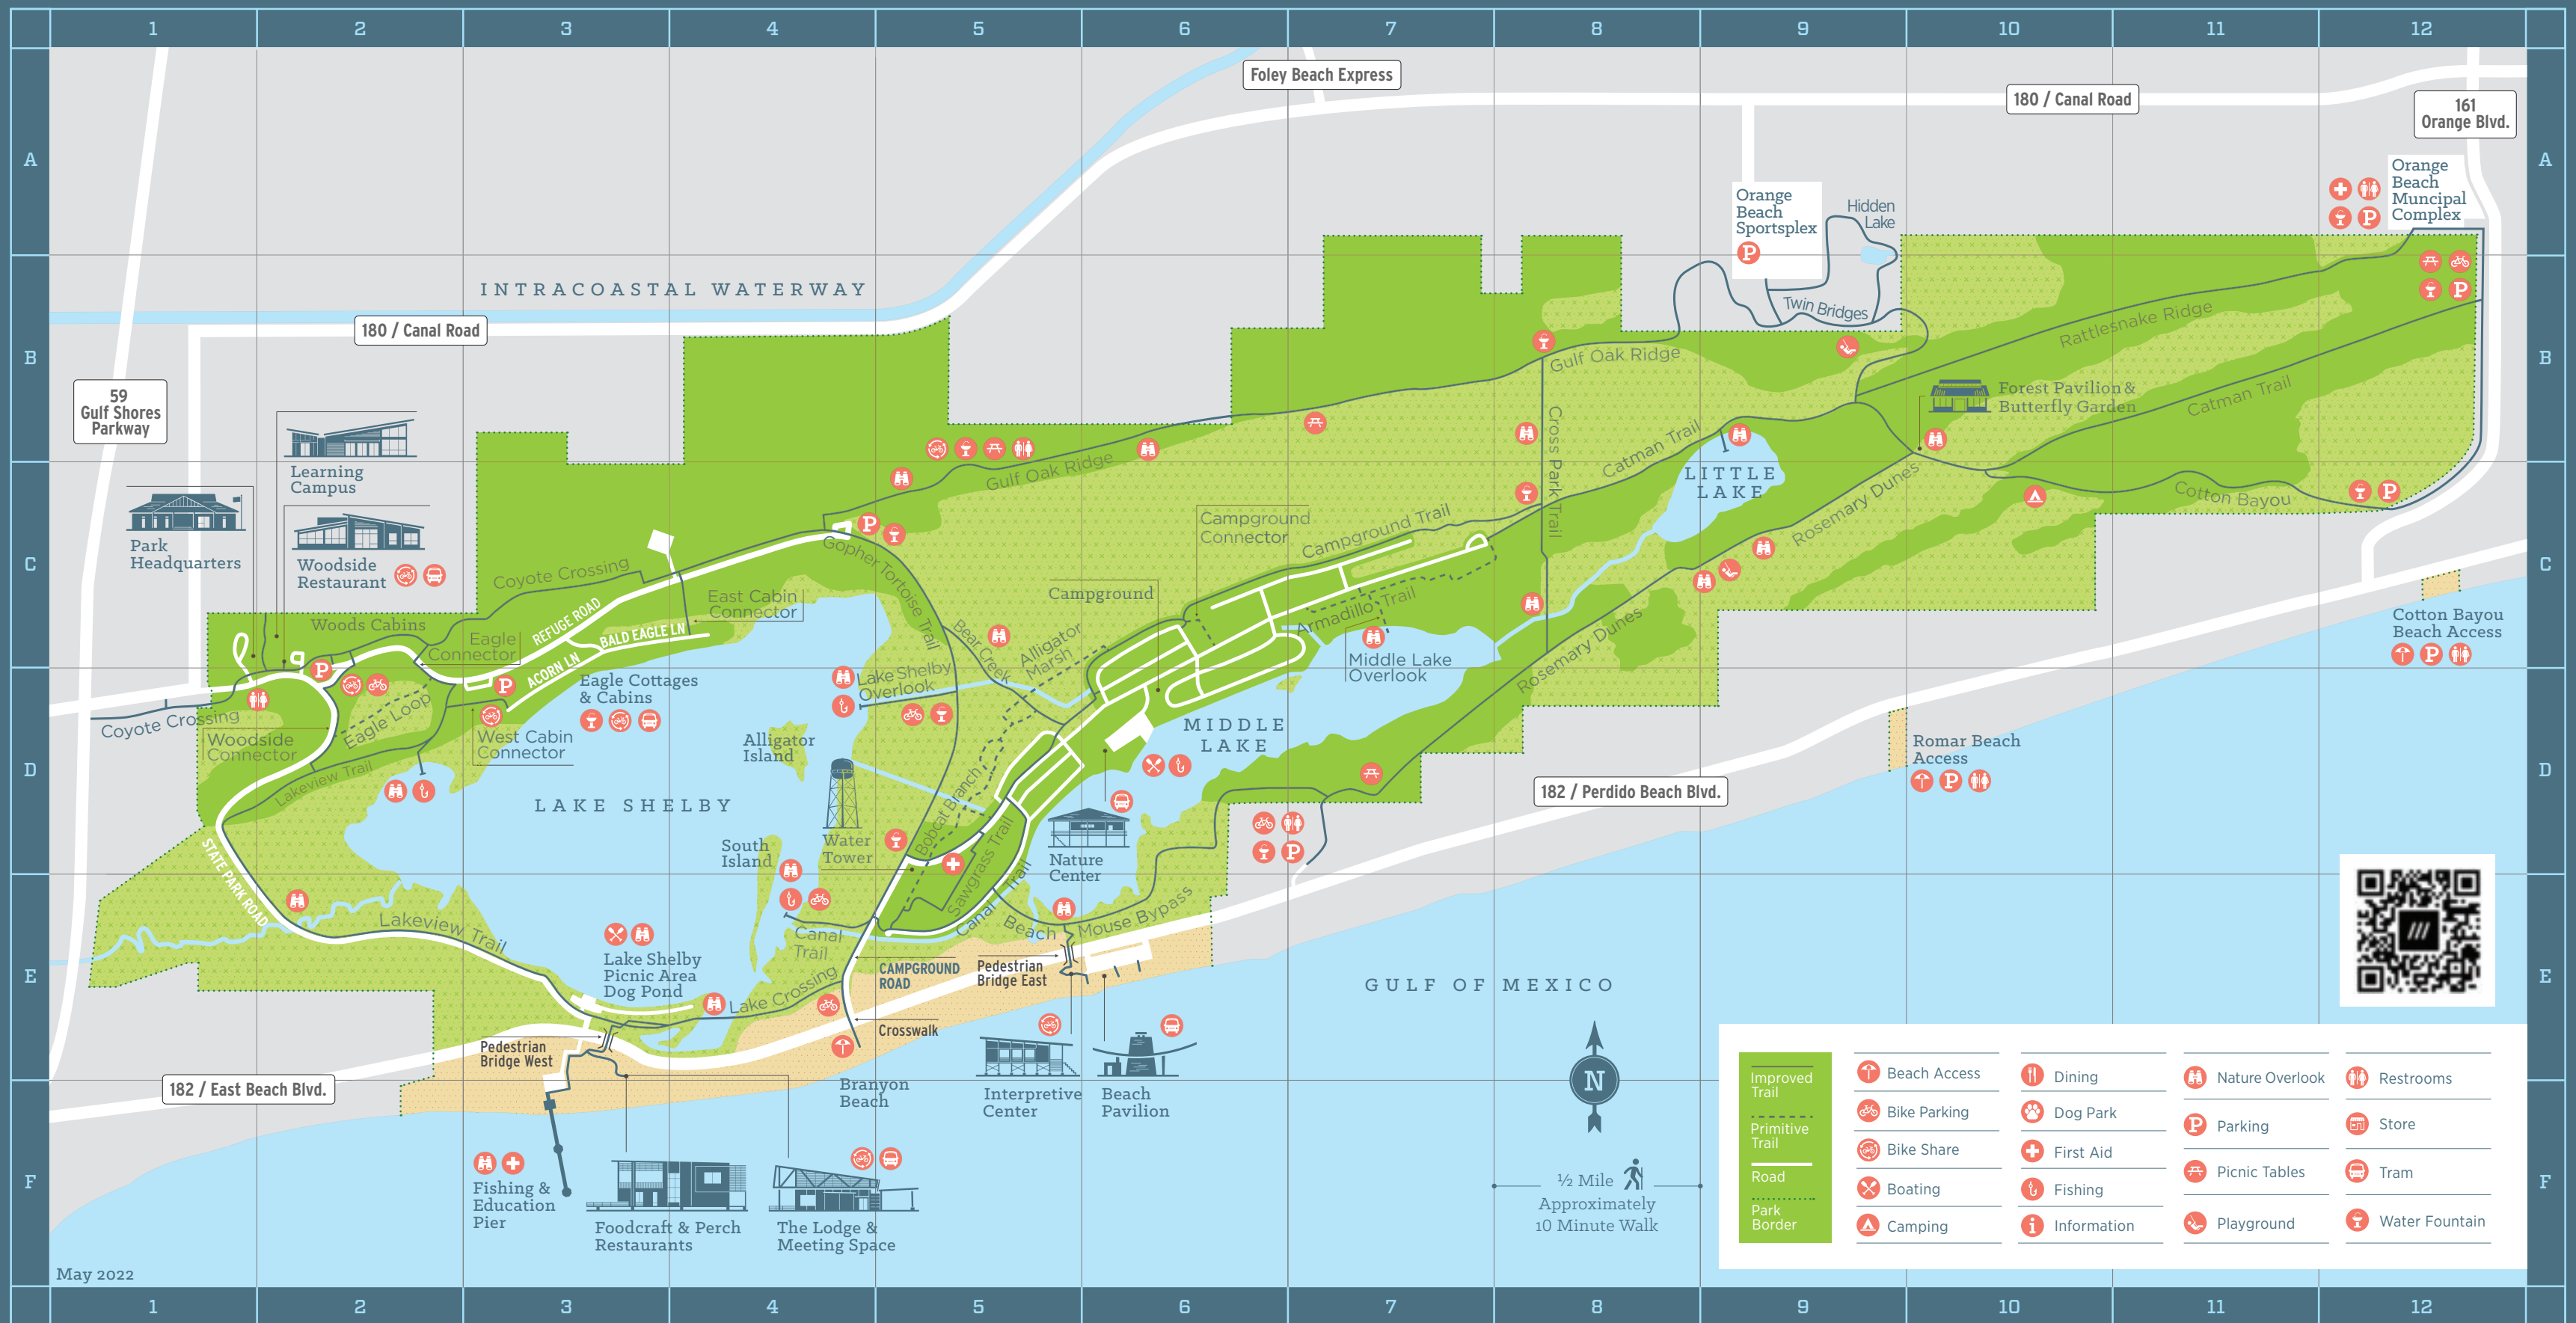 1 2 3 4 5 6 7 8 9 10 11 12
Foley Beach Express
180 / Canal Road
161
Orange Blvd.
A
A
Orange
Beach
Muncipal
Complex
Orange
Beach
Sportsplex
P
Hidden
Lake
P
INTRACOASTAL WATERWAY
180 / Canal Road
Twin Bridges
Rattlesnake Ridge
P
B
B
Gulf Oak Ridge
59
Gulf Shores
Parkway
Forest Pavilion &
Butterfly Garden
Catman Trail
Cross Park Trail
Catman Trail
Learning
Campus
Gulf Oak Ridge
LITTLE
LAKE
Rosemary Dunes
Cotton Bayou
P
Park
Headquarters
Woodside
Restaurant
Coyote Crossing
P
Gopher Tortoise Trail
Campground
Connector
Campground Trail
C
C
East Cabin
Connector
Campground
Armadillo Trail
REFUGE ROAD
BALD EAGLE LN
ACORN LN
Woods Cabins
Eagle
Connector
Bear Creek
Alligator
Marsh
Rosemary Dunes
Cotton Bayou
Beach Access
P
P
P
Eagle Cottages
& Cabins
Lake Shelby
Overlook
Middle Lake
Overlook
Coyote Crossing
Eagle Loop
Woodside
Connector
West Cabin
Connector
Alligator
Island
MIDDLE
LAKE
Romar Beach
Access
P
D
D
Lakeview Trail
LAKE SHELBY
182 / Perdido Beach Blvd.
Bobcat Branch
South
Island
Water
Tower
Nature
Center
P
STATE PARK ROAD
Sawgrass Trail
Lakeview Trail
Canal
Trail
Canal Trail
Beach Mouse Bypass
Lake Shelby
Picnic Area
Dog Pond
CAMPGROUND
ROAD
Pedestrian
Bridge East
E
E
GULF OF MEXICO
Lake Crossing
Crosswalk
Pedestrian
Bridge West
182 / East Beach Blvd.
Branyon
Beach
Interpretive
Center
Beach
Pavilion
N
F
F
Fishing &
Education
Pier
Foodcraft & Perch
Restaurants
The Lodge &
Meeting Space
½ Mile
Approximately
10 Minute Walk
Improved
Trail
Primitive
Trail
Road
Park
Border
Beach Access
Bike Parking
Bike Share
Boating
Camping
Dining
Dog Park
First Aid
Fishing
i Information
Nature Overlook
P Parking
Picnic Tables
Playground
Restrooms
Store
Tram
Water Fountain
May 2022
1 2 3 4 5 6 7 8 9 10 11 12